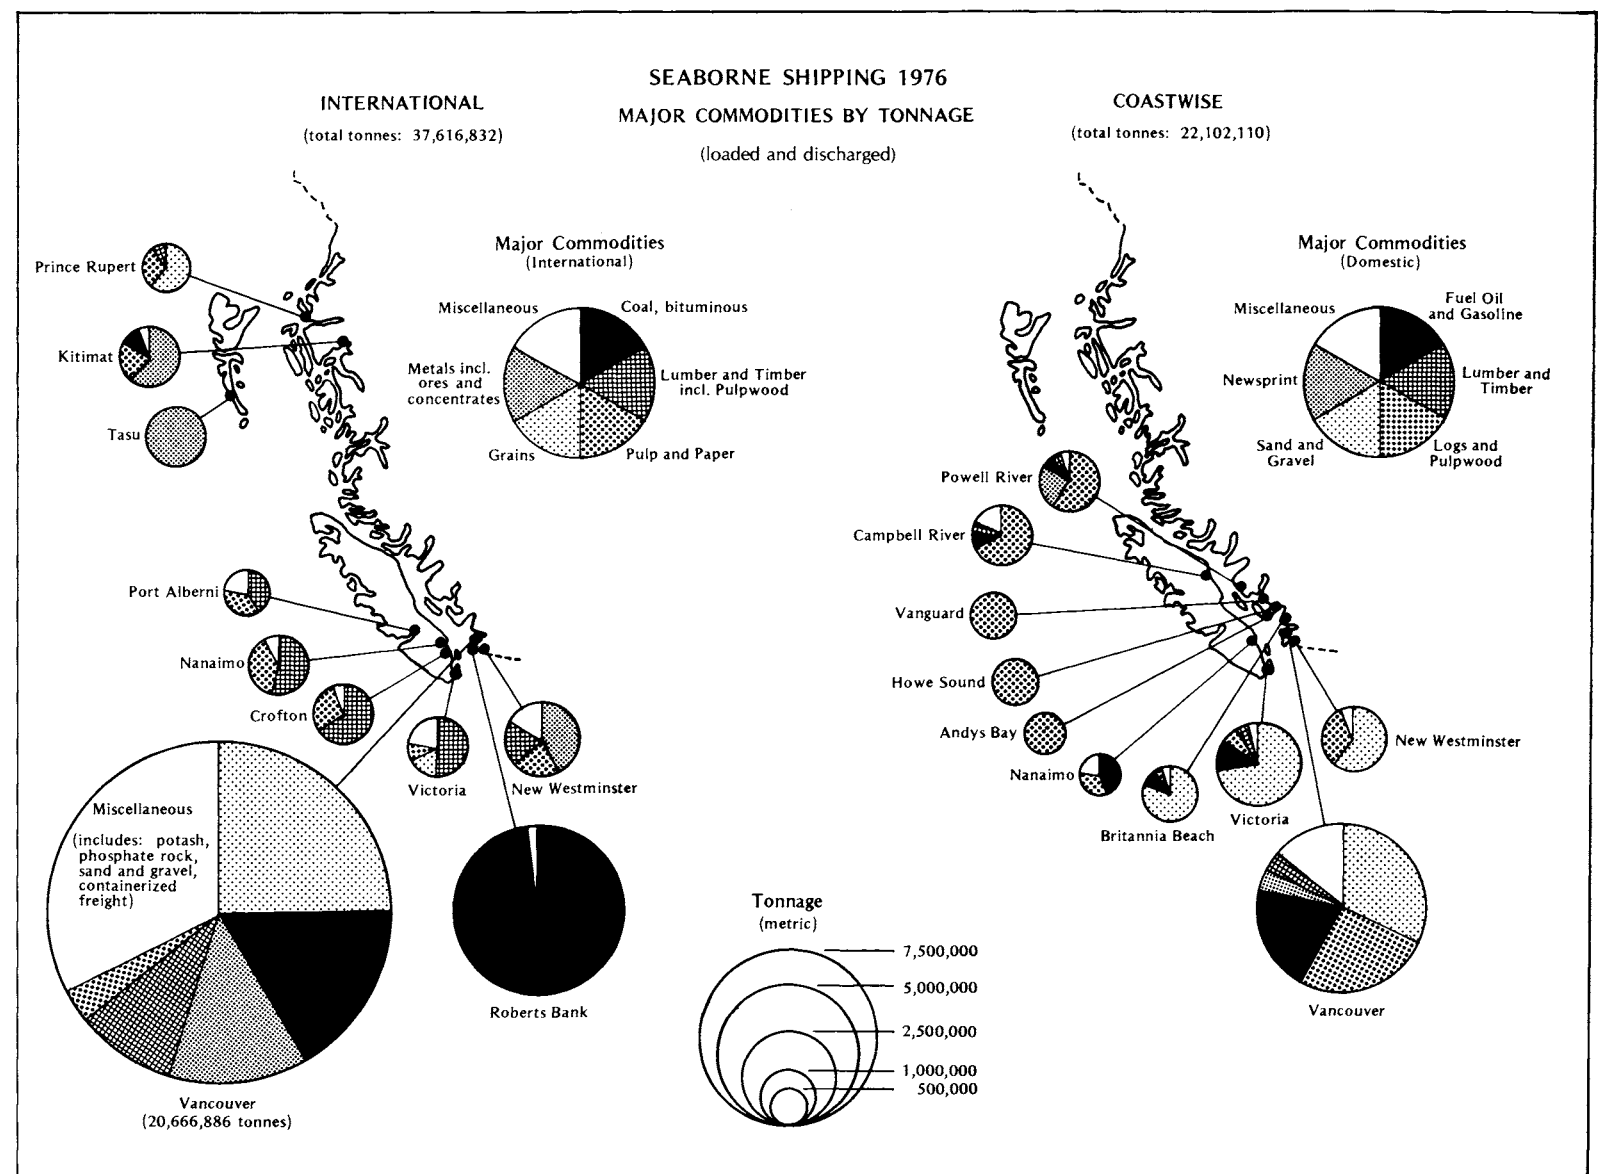 SEABORNE SHIPPING 1976
MAJOR COMMODITIES BY TONNAGE
(loaded and discharged)
INTERNATIONAL
(total tonnes: 37,616,832)
Prince Rupert
Kitimat
Tasu
Major Commodities
(International)
Miscellaneous
Coal, bituminous
Metals incl.
ores and
concentrates
Lumber and Timber
incl. Pulpwood
Grains
Pulp and Paper
Port Alberni
Nanaimo
Crofton
Victoria
New Westminster
Miscellaneous
(includes: potash,
phosphate rock,
sand and gravel,
containerized
freight)
Vancouver
(20,666,886 tonnes)
Roberts Bank
Tonnage
(metric)
7,500,000
5,000,000
2,500,000
1,000,000
500,000
COASTWISE
(total tonnes: 22,102,110)
Major Commodities
(Domestic)
Miscellaneous
Fuel Oil
and Gasoline
Newsprint
Lumber and
Timber
Sand and
Gravel
Logs and
Pulpwood
Powell River
Campbell River
Vanguard
Howe Sound
Andys Bay
Nanaimo
Britannia Beach
Victoria
New Westminster
Vancouver